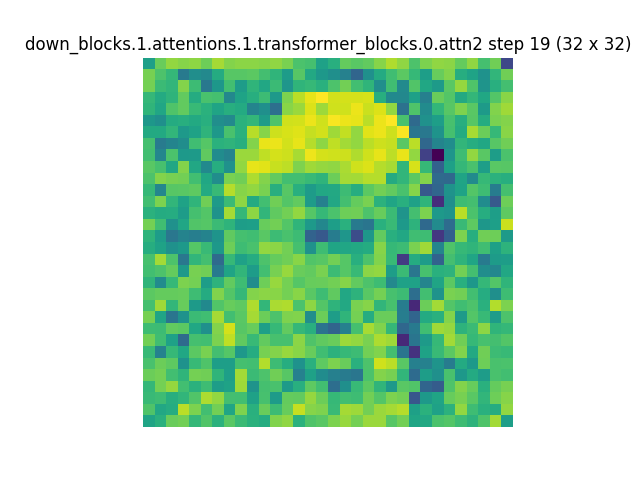 down_blocks.1.attentions.1.transformer_blocks.0.attn2 step 19 (32 x 32)